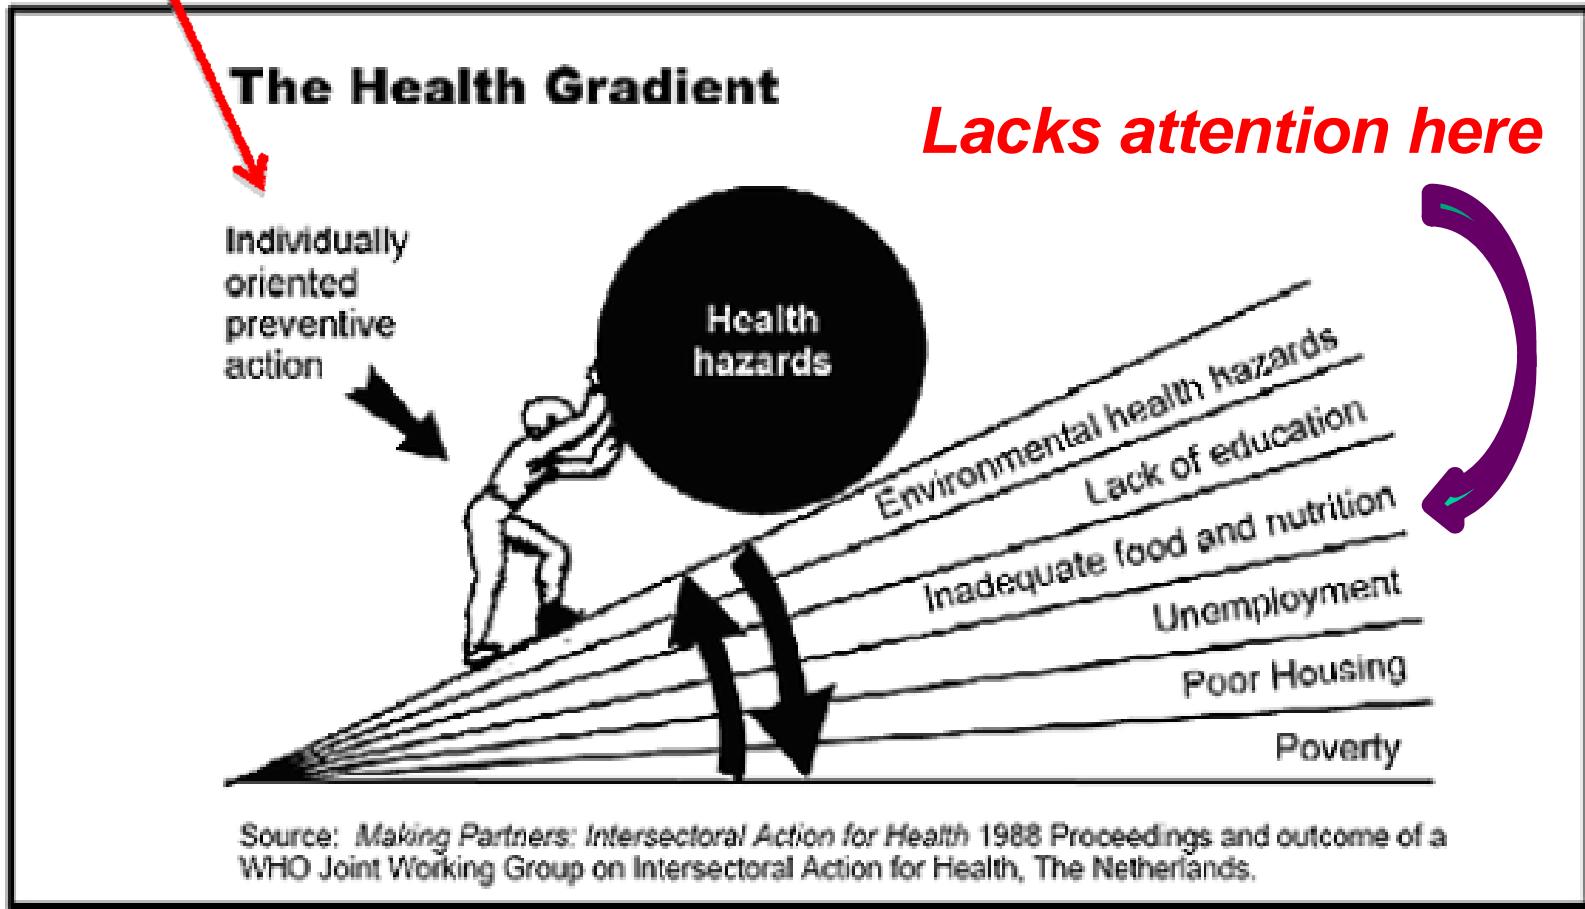 The Health Gradient
Lacks attention here
Individually
oriented
preventive
action
Health
hazards
Environmental health hazards
Lack of education
Inadequate food and nutrition
Unemployment
Poor Housing
Poverty
Source: Making Partners: Intersectoral Action for Health 1988 Proceedings and outcome of a
WHO Joint Working Group on Intersectoral Action for Health, The Netherlands.